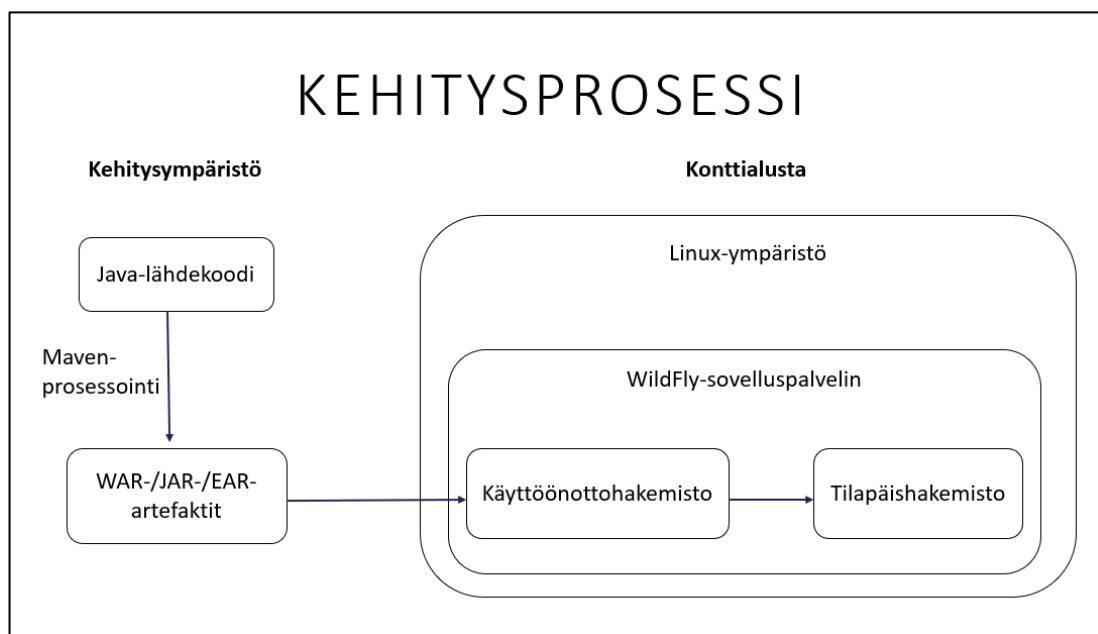 KEHITYSPROSESSI
Kehitysympäristö
Konttialusta
Java-lähdekoodi
Linux-ympäristö
Maven-
prosessointi
WildFly-sovelluspalvelin
WAR-/JAR-/EAR-
artefaktit
Käyttöönottohakemisto
Tilapäishakemisto